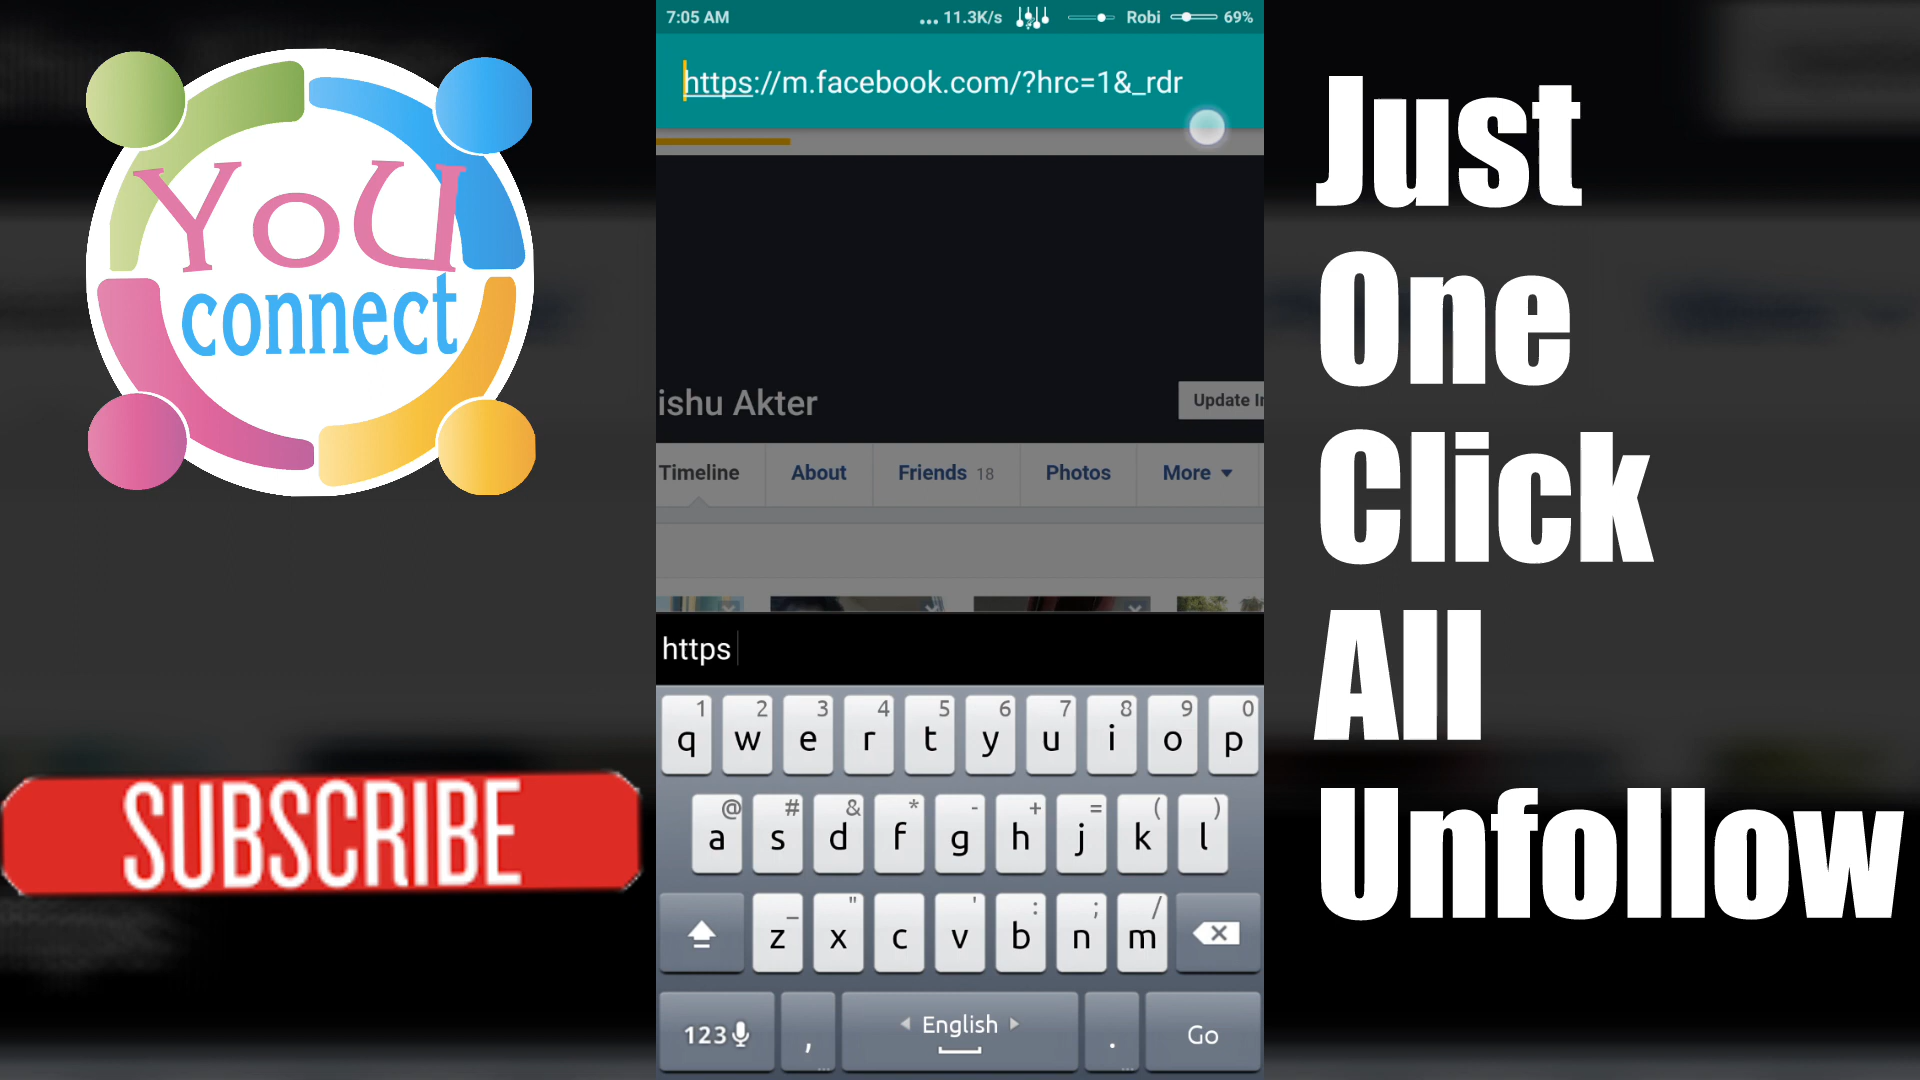 YoU
connect
SUBSCRIBE
7:05 AM
... 11.3K/s
Robi
69%
https://m.facebook.com/?hrc=1&_rdr
ishu Akter
Update In
Timeline
About
Friends 18
Photos
More
https
1 2 3 4 5 6 7 8 9 0
q w e r t y u i o p
@ # & * - + = ( )
a s d f g h j k l
_ " ' : ; /
z x c v b n m
123 , English . Go
Just
One
Click
All
Unfollow